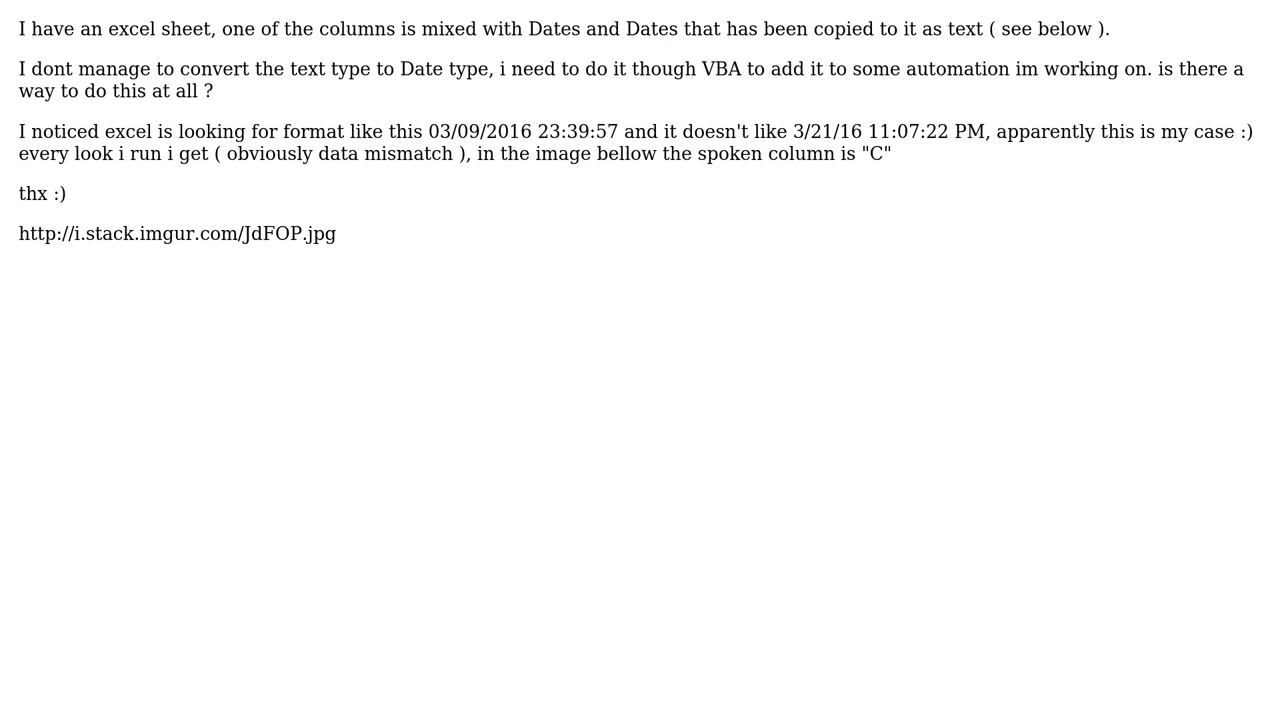 I have an excel sheet, one of the columns is mixed with Dates and Dates that has been copied to it as text ( see below ).
I dont manage to convert the text type to Date type, i need to do it though VBA to add it to some automation im working on. is there a
way to do this at all ?
I noticed excel is looking for format like this 03/09/2016 23:39:57 and it doesn't like 3/21/16 11:07:22 PM, apparently this is my case :)
every look i run i get ( obviously data mismatch ), in the image bellow the spoken column is "C"
thx :)
http://i.stack.imgur.com/JdFOP.jpg